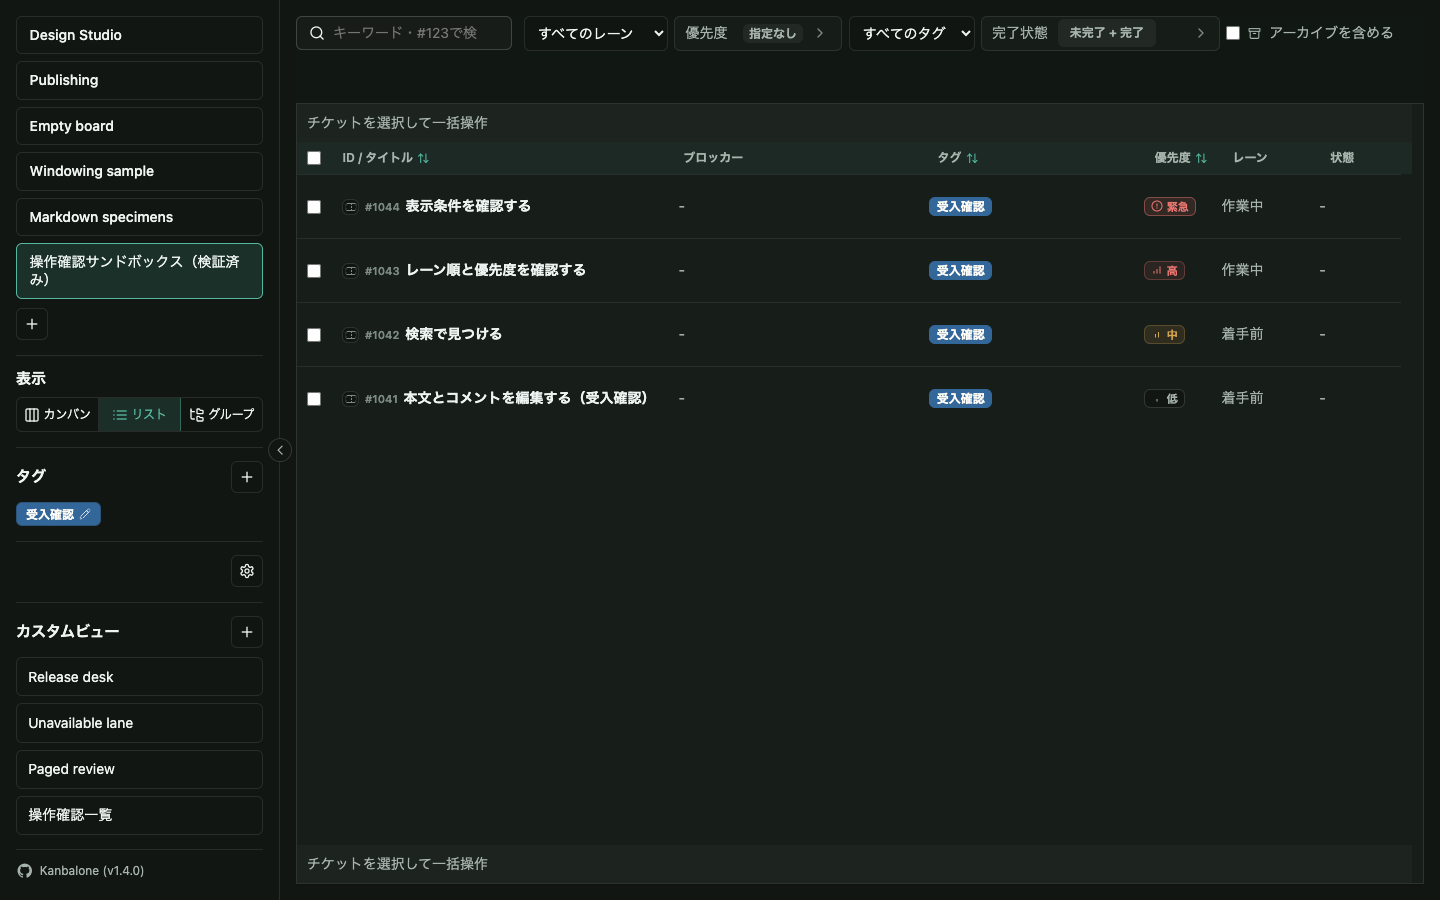 Design Studio
Publishing
Empty board
Windowing sample
Markdown specimens
操作確認サンドボックス（検証済
み）
表示
カンバン リスト グループ
タグ
受入確認
カスタムビュー
Release desk
Unavailable lane
Paged review
操作確認一覧
Kanbalone (v1.4.0)
キーワード・#123で検 すべてのレーン 優先度 指定なし すべてのタグ 完了状態 未完了 + 完了 アーカイブを含める
チケットを選択して一括操作
ID / タイトル ブロッカー タグ 優先度 レーン 状態
#1044 表示条件を確認する - 受入確認 緊急 作業中 -
#1043 レーン順と優先度を確認する - 受入確認 高 作業中 -
#1042 検索で見つける - 受入確認 中 着手前 -
#1041 本文とコメントを編集する（受入確認） - 受入確認 低 着手前 -
チケットを選択して一括操作